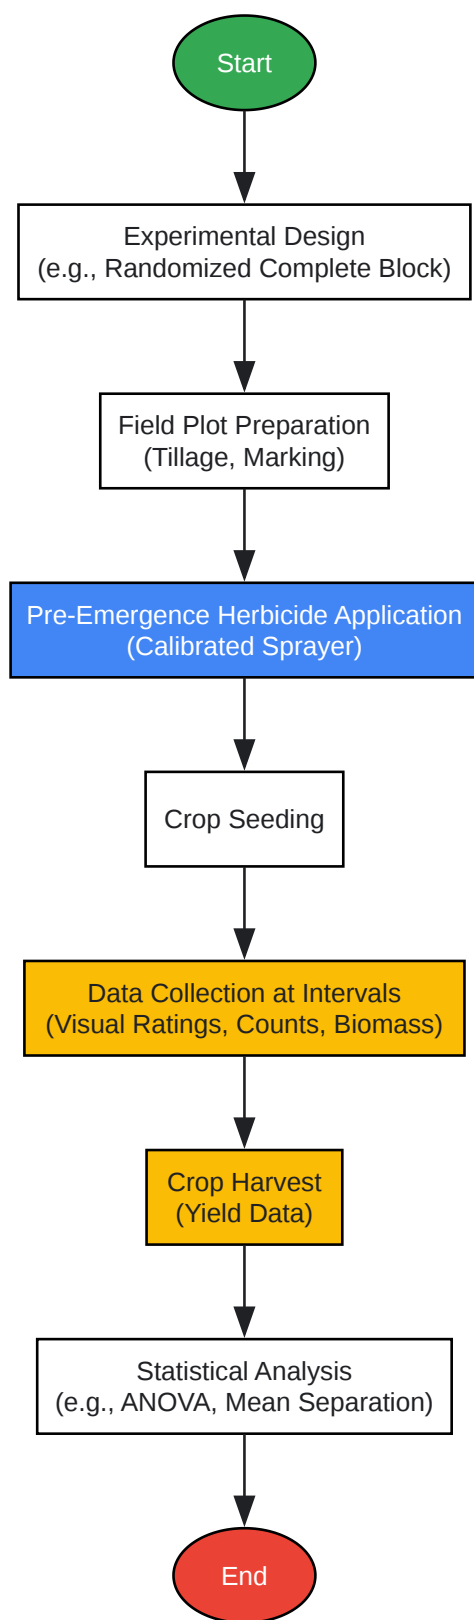 Start
Experimental Design
(e.g., Randomized Complete Block)
Field Plot Preparation
(Tillage, Marking)
Pre-Emergence Herbicide Application
(Calibrated Sprayer)
Crop Seeding
Data Collection at Intervals
(Visual Ratings, Counts, Biomass)
Crop Harvest
(Yield Data)
Statistical Analysis
(e.g., ANOVA, Mean Separation)
End